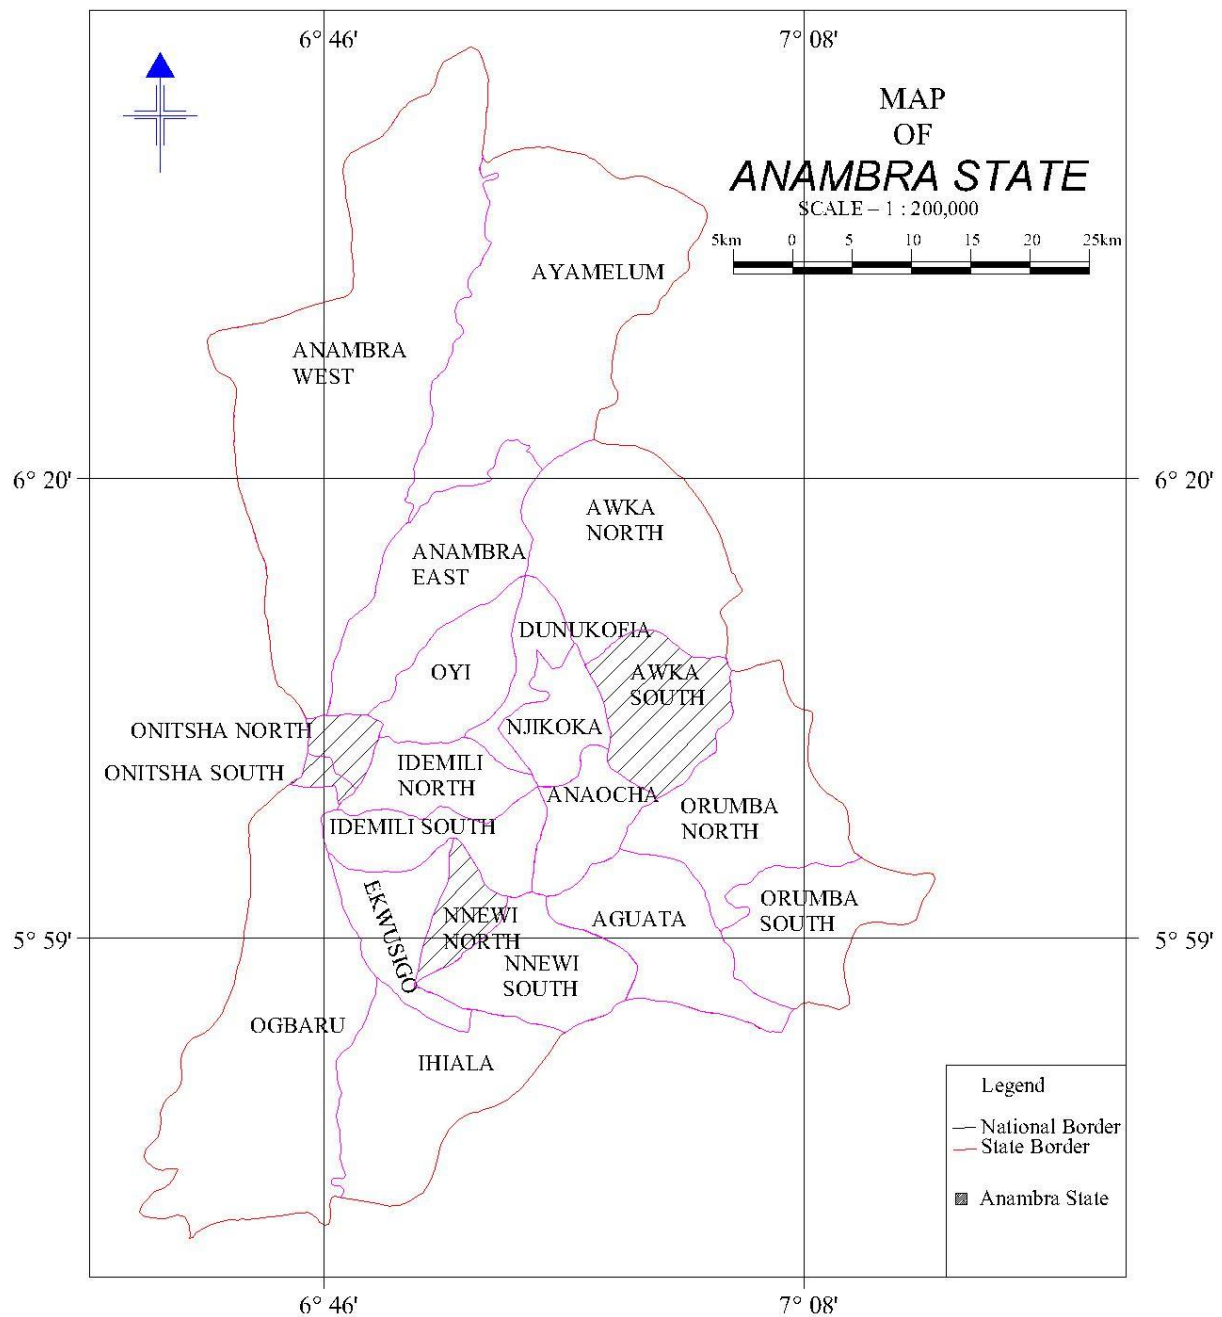 6° 46'
7° 08'
MAP
OF
ANAMBRA STATE
SCALE – 1 : 200,000
5km 0 5 10 15 20 25km
AYAMELUM
ANAMBRA
WEST
6° 20'
6° 20'
AWKA
NORTH
ANAMBRA
EAST
DUNUKOFIA
OYI
AWKA
SOUTH
ONITSHA NORTH
NJIKOKA
ONITSHA SOUTH
IDEMILI
NORTH
ANAOCHA
ORUMBA
NORTH
IDEMILI SOUTH
EKWUSIGO
ORUMBA
SOUTH
NNEWI
NORTH
AGUATA
5° 59'
5° 59'
NNEWI
SOUTH
OGBARU
IHIALA
Legend
National Border
State Border
Anambra State
6° 46'
7° 08'